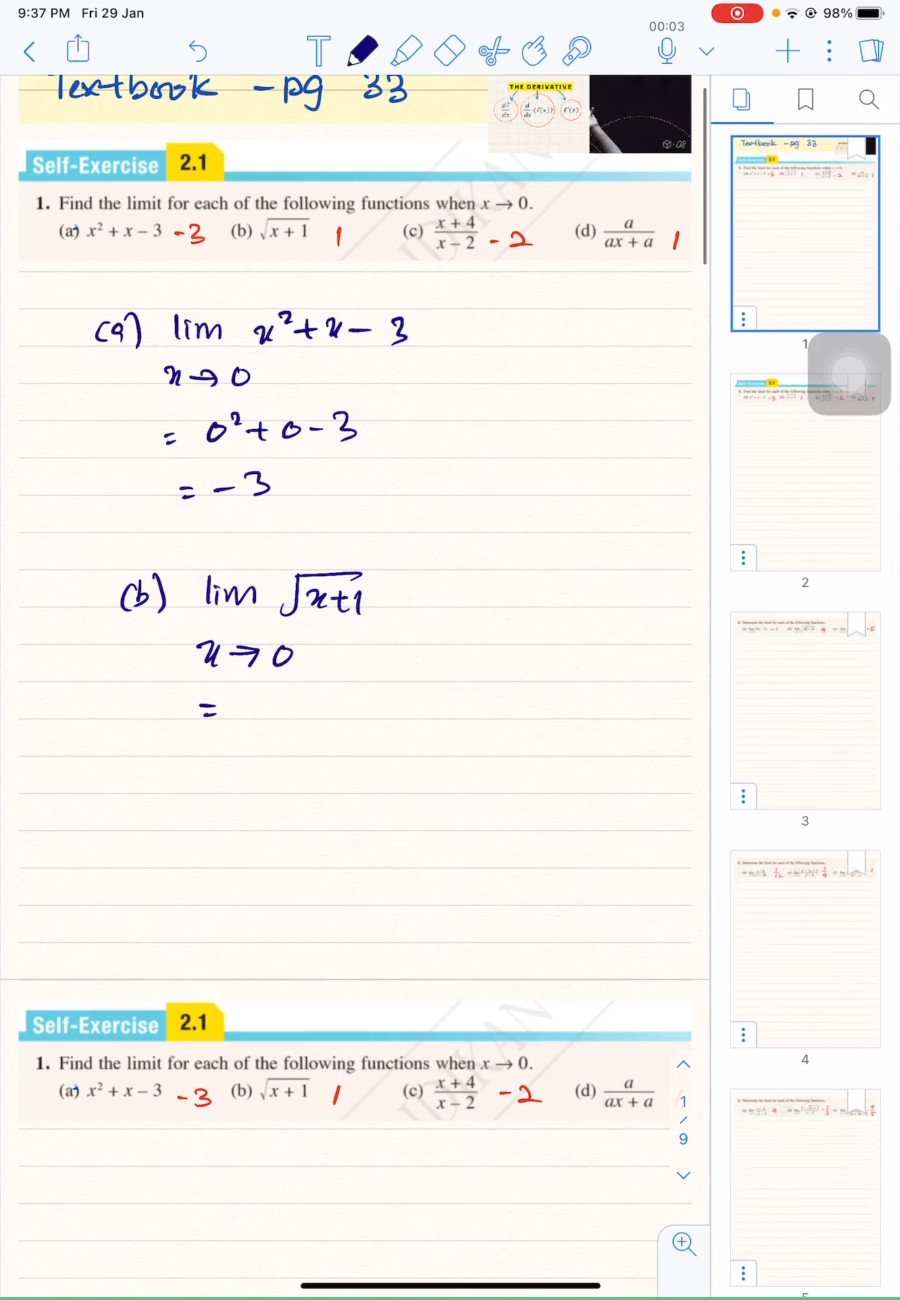 9:37 PM Fri 29 Jan
98%
00:03
Textbook - pg 33
THE DERIVATIVE
Self-Exercise 2.1
1. Find the limit for each of the following functions when x → 0.
(a) x² + x – 3 -3 (b) √(x + 1) 1 (c) (x + 4)/(x – 2) -2 (d) a/(ax + a) 1
(a) lim x² + x - 3
x → 0
= 0² + 0 - 3
= -3
(b) lim √(x+1)
x → 0
=
Self-Exercise 2.1
1. Find the limit for each of the following functions when x → 0.
(a) x² + x – 3 -3 (b) √(x + 1) 1 (c) (x + 4)/(x – 2) -2 (d) a/(ax + a)
1
/
9
Textbook - pg 33
1
2
3
4